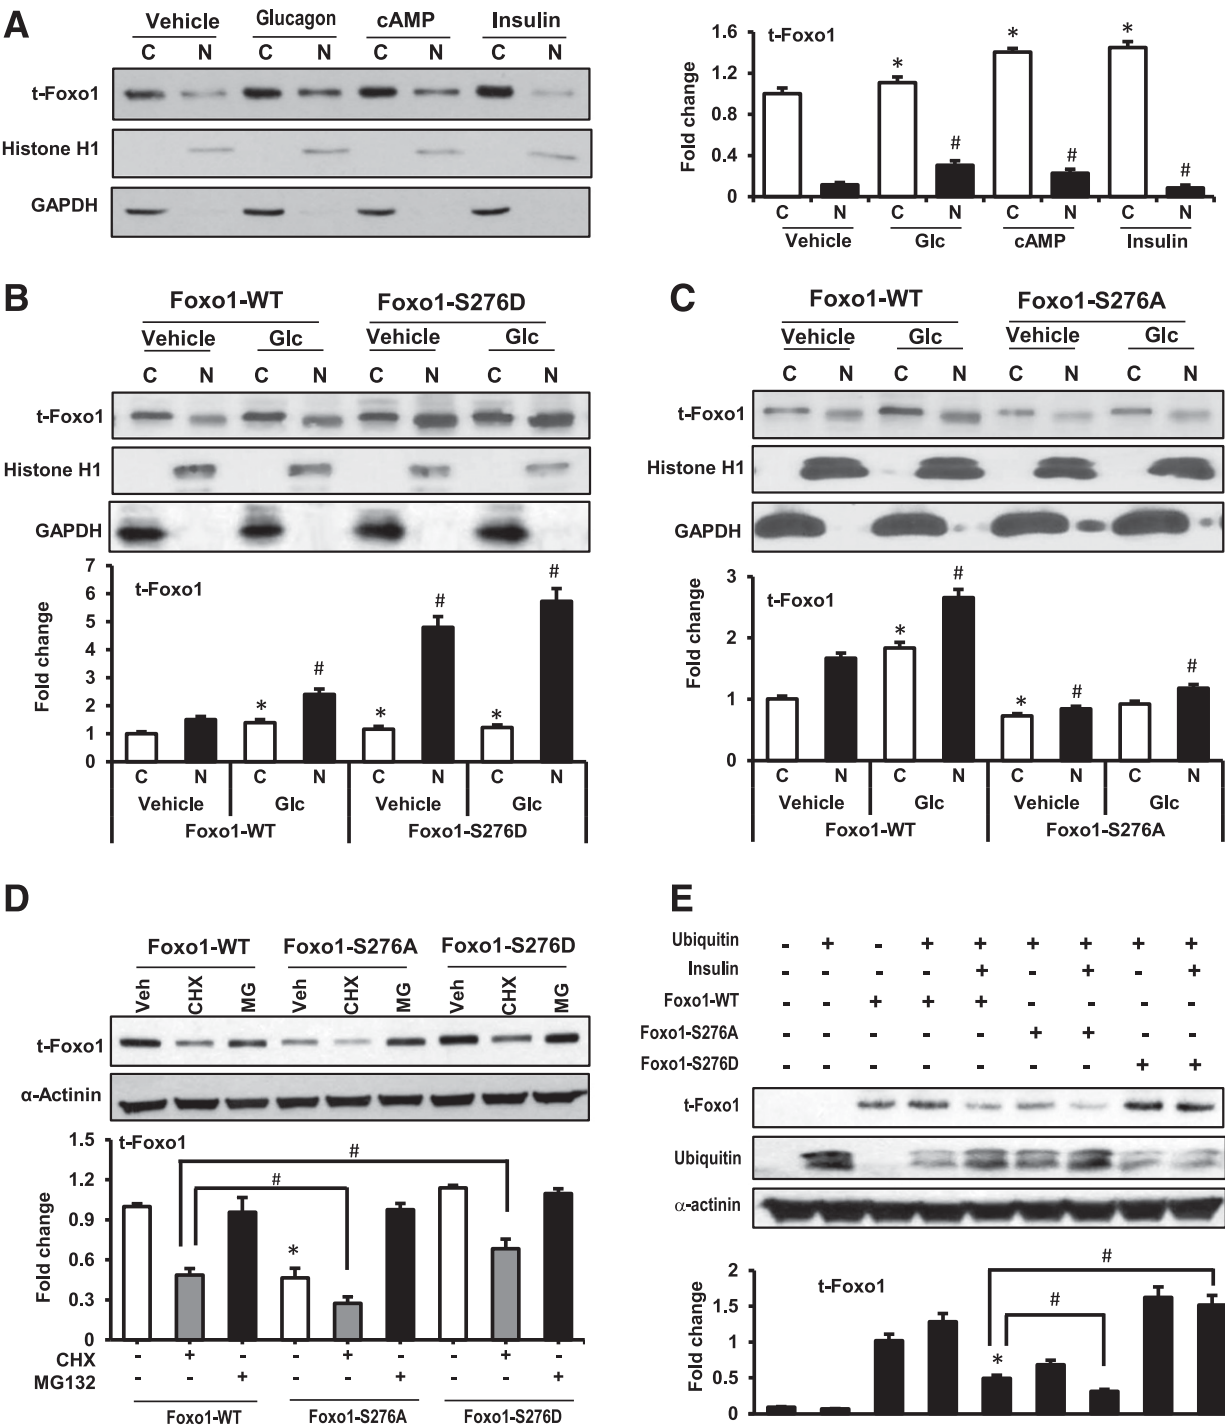 A
Vehicle Glucagon cAMP Insulin
C N C N C N C N
t-Foxo1
Histone H1
GAPDH
t-Foxo1
Fold change
1.6
1.2
0.8
0.4
0
* * *
# # #
C N C N C N C N
Vehicle Glc cAMP Insulin
B
Foxo1-WT Foxo1-S276D
Vehicle Glc Vehicle Glc
C N C N C N C N
t-Foxo1
Histone H1
GAPDH
t-Foxo1
Fold change
7
6
5
4
3
2
1
0
# # #
* * *
C N C N C N C N
Vehicle Glc Vehicle Glc
Foxo1-WT Foxo1-S276D
C
Foxo1-WT Foxo1-S276A
Vehicle Glc Vehicle Glc
C N C N C N C N
t-Foxo1
Histone H1
GAPDH
t-Foxo1
Fold change
3
2
1
0
* # * # #
C N C N C N C N
Vehicle Glc Vehicle Glc
Foxo1-WT Foxo1-S276A
D
Foxo1-WT Foxo1-S276A Foxo1-S276D
Veh CHX MG Veh CHX MG Veh CHX MG
t-Foxo1
α-Actinin
t-Foxo1
Fold change
1.5
1.2
0.9
0.6
0.3
0
#
#
*
CHX - + - - + - - + -
MG132 - - + - - + - - +
Foxo1-WT Foxo1-S276A Foxo1-S276D
E
Ubiquitin - + - + + + + + +
Insulin - - - - + - + - +
Foxo1-WT - - + + + - - - -
Foxo1-S276A - - - - - + + - -
Foxo1-S276D - - - - - - - + +
t-Foxo1
Ubiquitin
α-actinin
t-Foxo1
Fold change
2
1.5
1
0.5
0
#
#
*